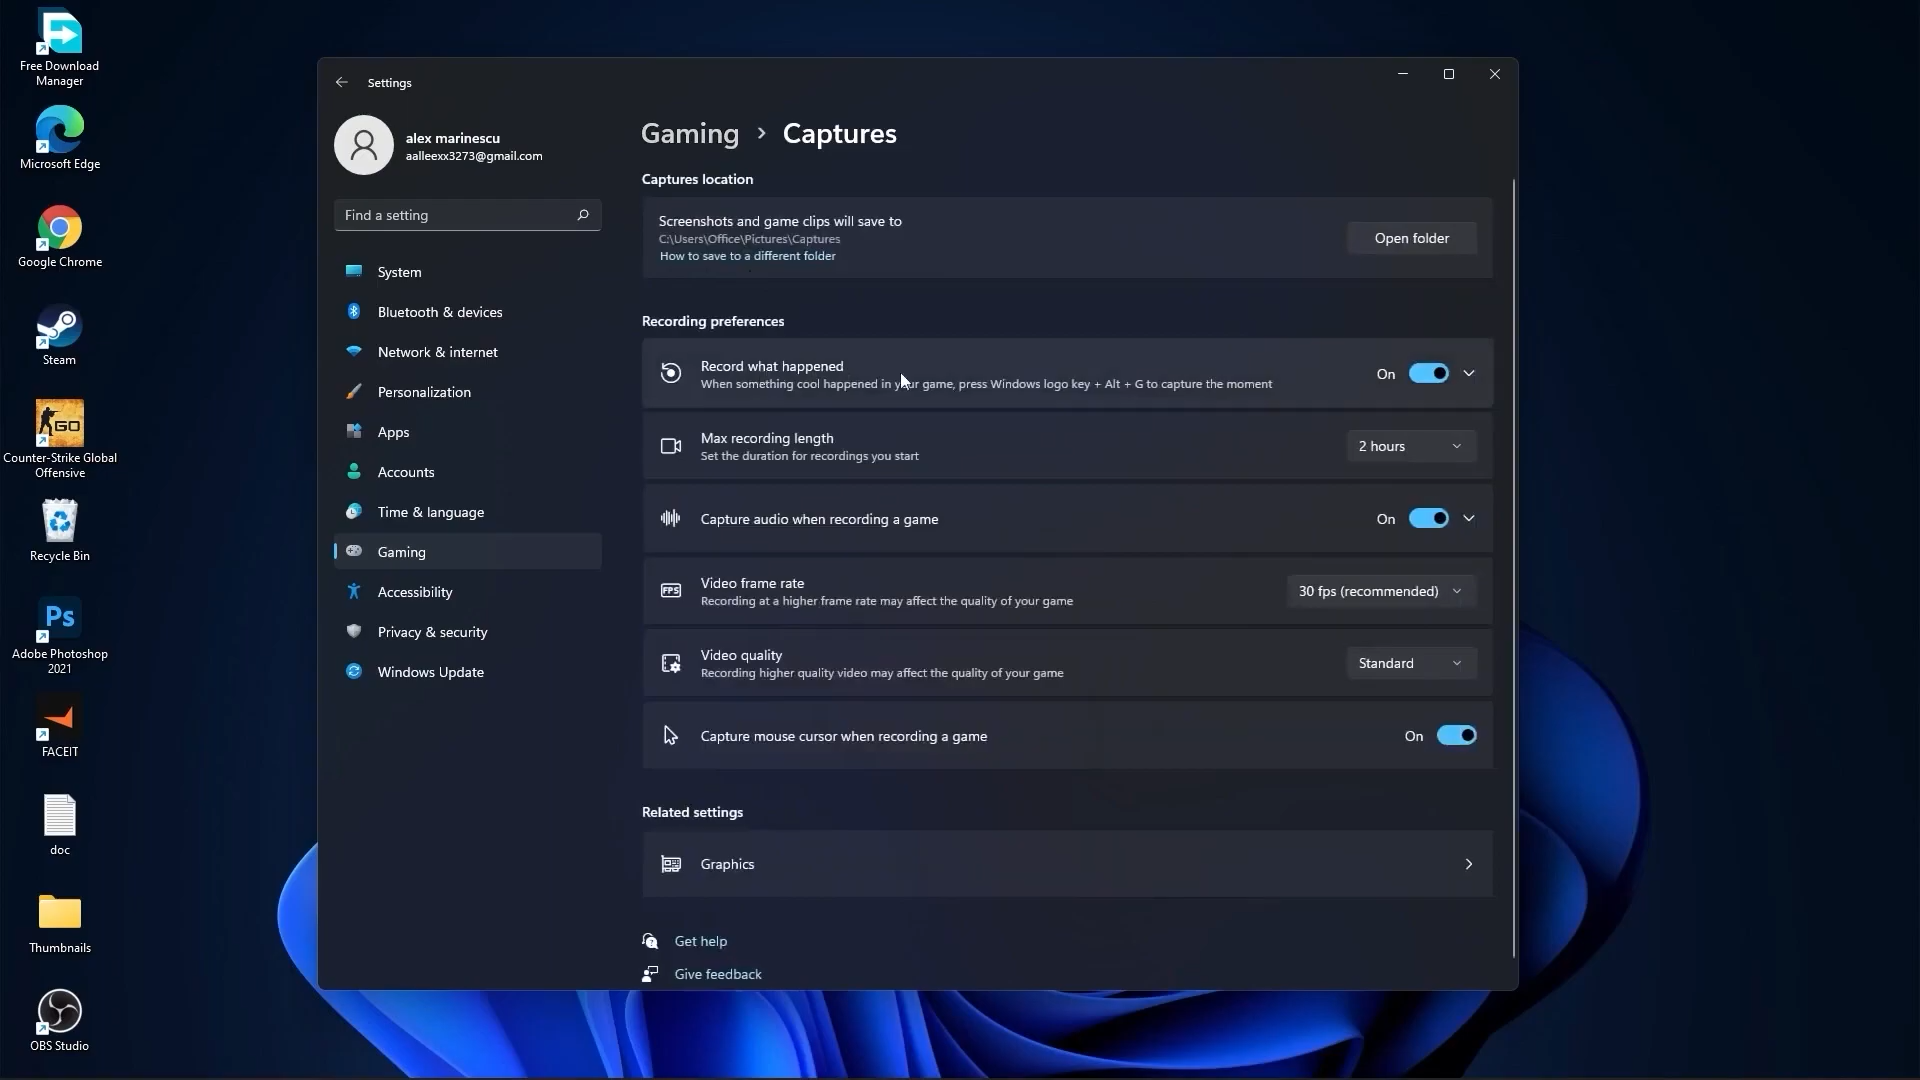 Free Download
Manager
Microsoft Edge
Google Chrome
Steam
GO
Counter-Strike Global
Offensive
Recycle Bin
Ps
Adobe Photoshop
2021
FACEIT
doc
Thumbnails
OBS Studio
Settings
alex marinescu
aalleexx3273@gmail.com
Find a setting
System
Bluetooth & devices
Network & internet
Personalization
Apps
Accounts
Time & language
Gaming
Accessibility
Privacy & security
Windows Update
Gaming › Captures
Captures location
Screenshots and game clips will save to
C:\Users\Office\Pictures\Captures
How to save to a different folder
Open folder
Recording preferences
Record what happened
When something cool happened in your game, press Windows logo key + Alt + G to capture the moment
On
Max recording length
Set the duration for recordings you start
2 hours
Capture audio when recording a game
On
FPS
Video frame rate
Recording at a higher frame rate may affect the quality of your game
30 fps (recommended)
Video quality
Recording higher quality video may affect the quality of your game
Standard
Capture mouse cursor when recording a game
On
Related settings
Graphics
Get help
Give feedback